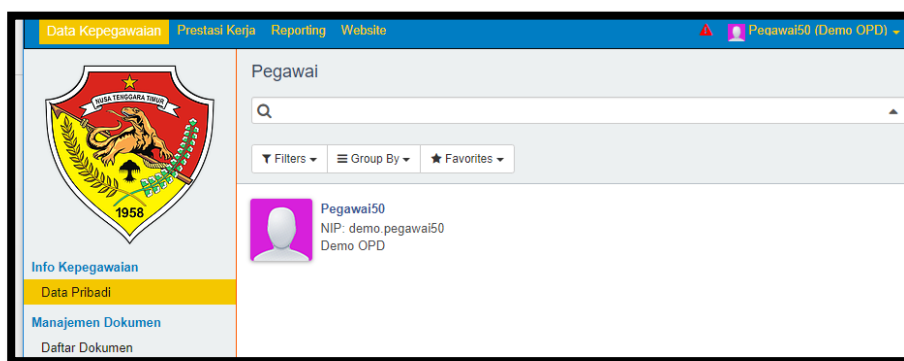 Data Kepegawaian Prestasi Kerja Reporting Website Pegawai50 (Demo OPD)
NUSA TENGGARA TIMUR
1958
Pegawai
Filters Group By Favorites
Pegawai50
NIP: demo.pegawai50
Demo OPD
Info Kepegawaian
Data Pribadi
Manajemen Dokumen
Daftar Dokumen